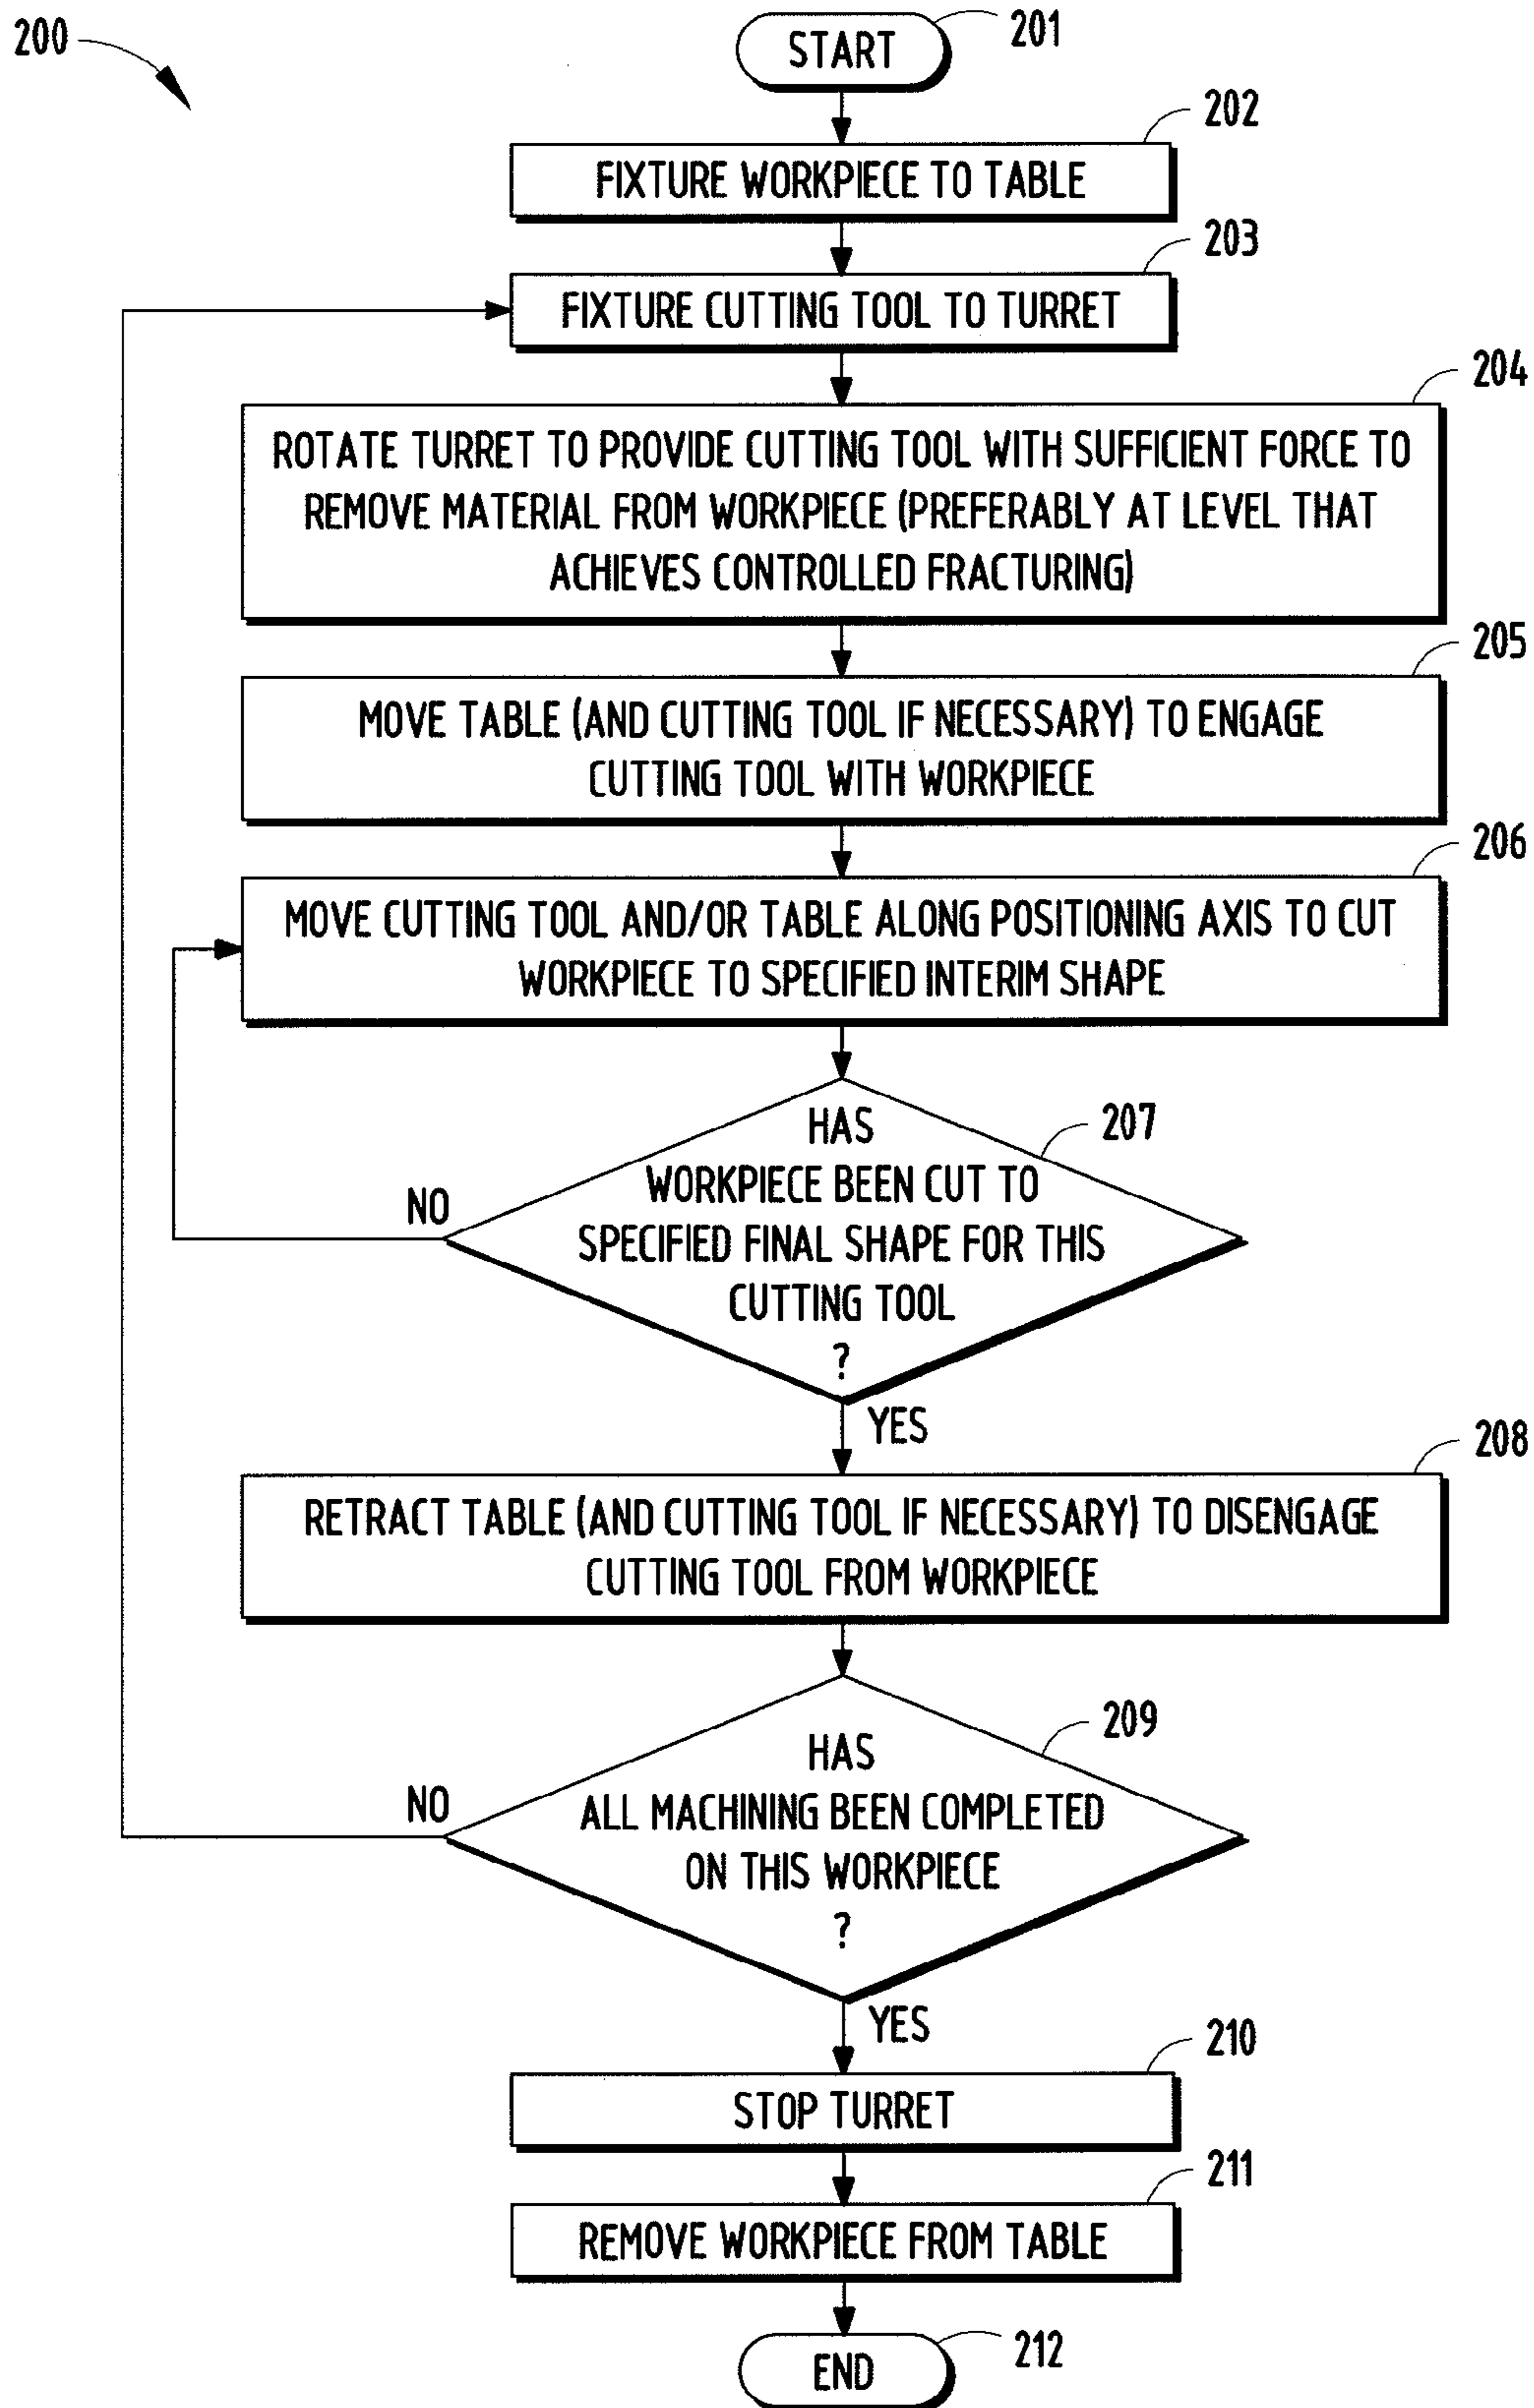 200
START
201
202
FIXTURE WORKPIECE TO TABLE
203
FIXTURE CUTTING TOOL TO TURRET
204
ROTATE TURRET TO PROVIDE CUTTING TOOL WITH SUFFICIENT FORCE TO
REMOVE MATERIAL FROM WORKPIECE (PREFERABLY AT LEVEL THAT
ACHIEVES CONTROLLED FRACTURING)
205
MOVE TABLE (AND CUTTING TOOL IF NECESSARY) TO ENGAGE
CUTTING TOOL WITH WORKPIECE
206
MOVE CUTTING TOOL AND/OR TABLE ALONG POSITIONING AXIS TO CUT
WORKPIECE TO SPECIFIED INTERIM SHAPE
207
HAS
WORKPIECE BEEN CUT TO
SPECIFIED FINAL SHAPE FOR THIS
CUTTING TOOL
?
NO
YES
208
RETRACT TABLE (AND CUTTING TOOL IF NECESSARY) TO DISENGAGE
CUTTING TOOL FROM WORKPIECE
209
HAS
ALL MACHINING BEEN COMPLETED
ON THIS WORKPIECE
?
NO
YES
210
STOP TURRET
211
REMOVE WORKPIECE FROM TABLE
END
212